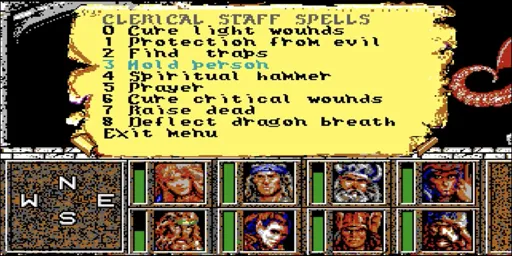 CLERICAL STAFF SPELLS
0 Cure light wounds
1 Protection from evil
2 Find traps
3 Hold person
4 Spiritual hammer
5 Prayer
6 Cure critical wounds
7 Raise dead
8 Deflect dragon breath
Exit menu
N
W E
S